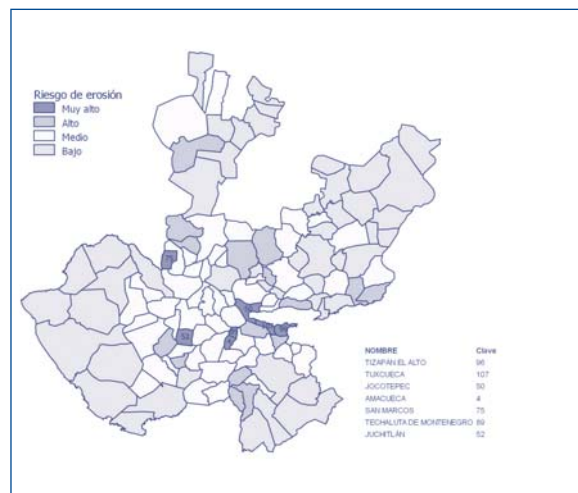 Riesgo de erosión
Muy alto
Alto
Medio
Bajo
NOMBRE Clave
TIZAPAN EL ALTO 96
TUXCUECA 107
JOCOTEPEC 50
AMACUECA 4
SAN MARCOS 75
TECHALUTA DE MONTENEGRO 89
JUCHITLÁN 52